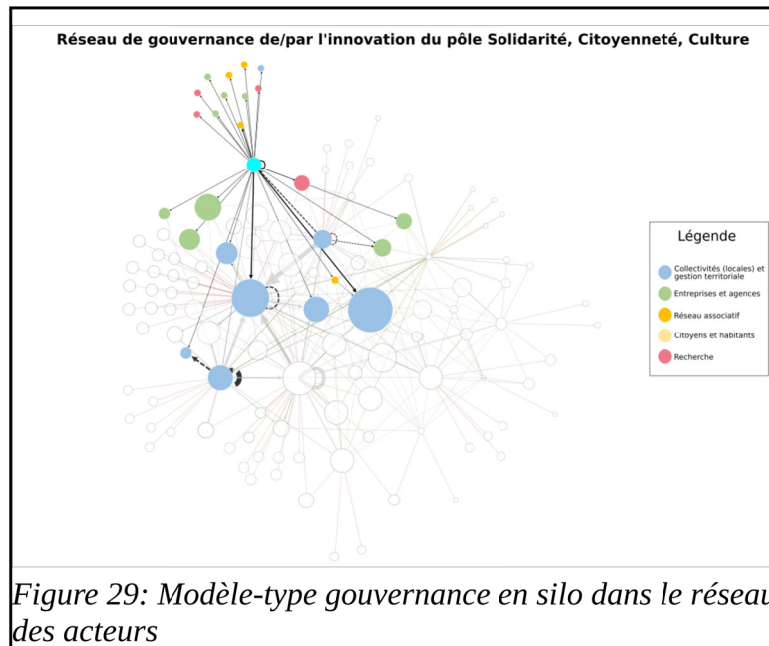 Réseau de gouvernance de/par l'innovation du pôle Solidarité, Citoyenneté, Culture
Légende
Collectivités (locales) et
gestion territoriale
Entreprises et agences
Réseau associatif
Citoyens et habitants
Recherche
Figure 29: Modèle-type gouvernance en silo dans le réseau
des acteurs